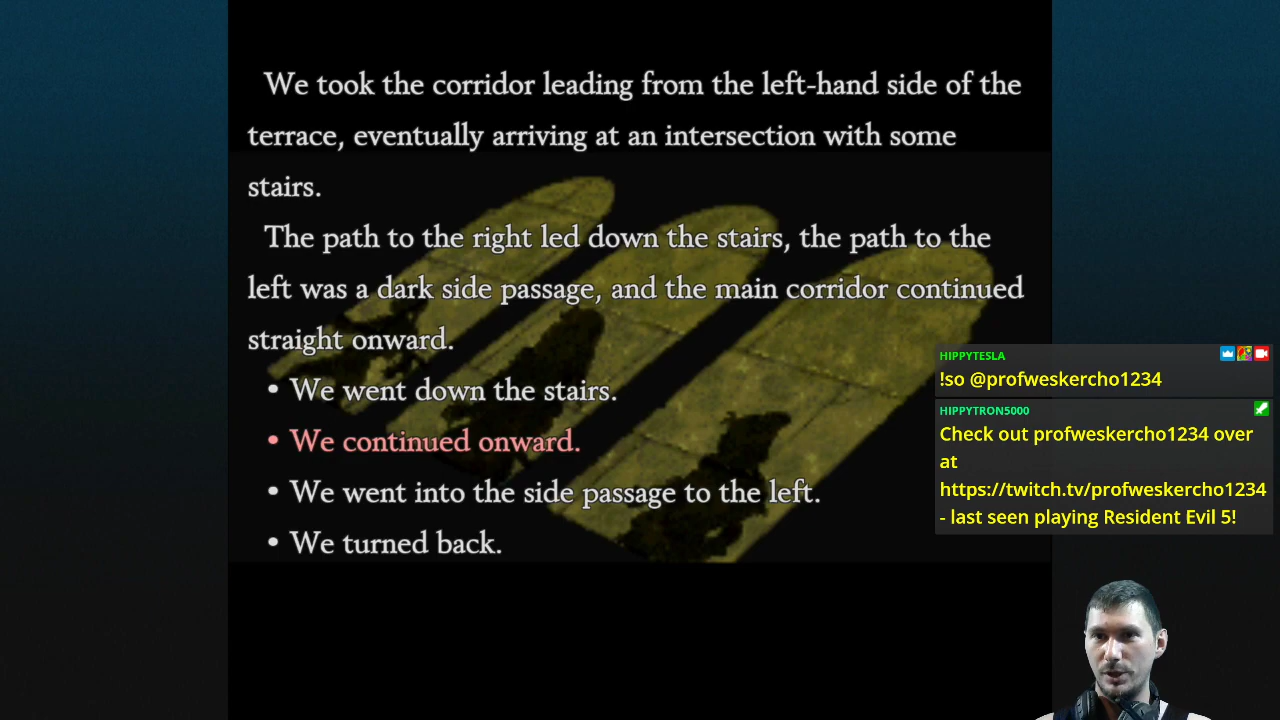 We took the corridor leading from the left-hand side of the
terrace, eventually arriving at an intersection with some
stairs.
The path to the right led down the stairs, the path to the
left was a dark side passage, and the main corridor continued
straight onward.
• We went down the stairs.
• We continued onward.
• We went into the side passage to the left.
• We turned back.
HIPPYTESLA
!so @profweskercho1234
HIPPYTRON5000
Check out profweskercho1234 over
at
https://twitch.tv/profweskercho1234
- last seen playing Resident Evil 5!